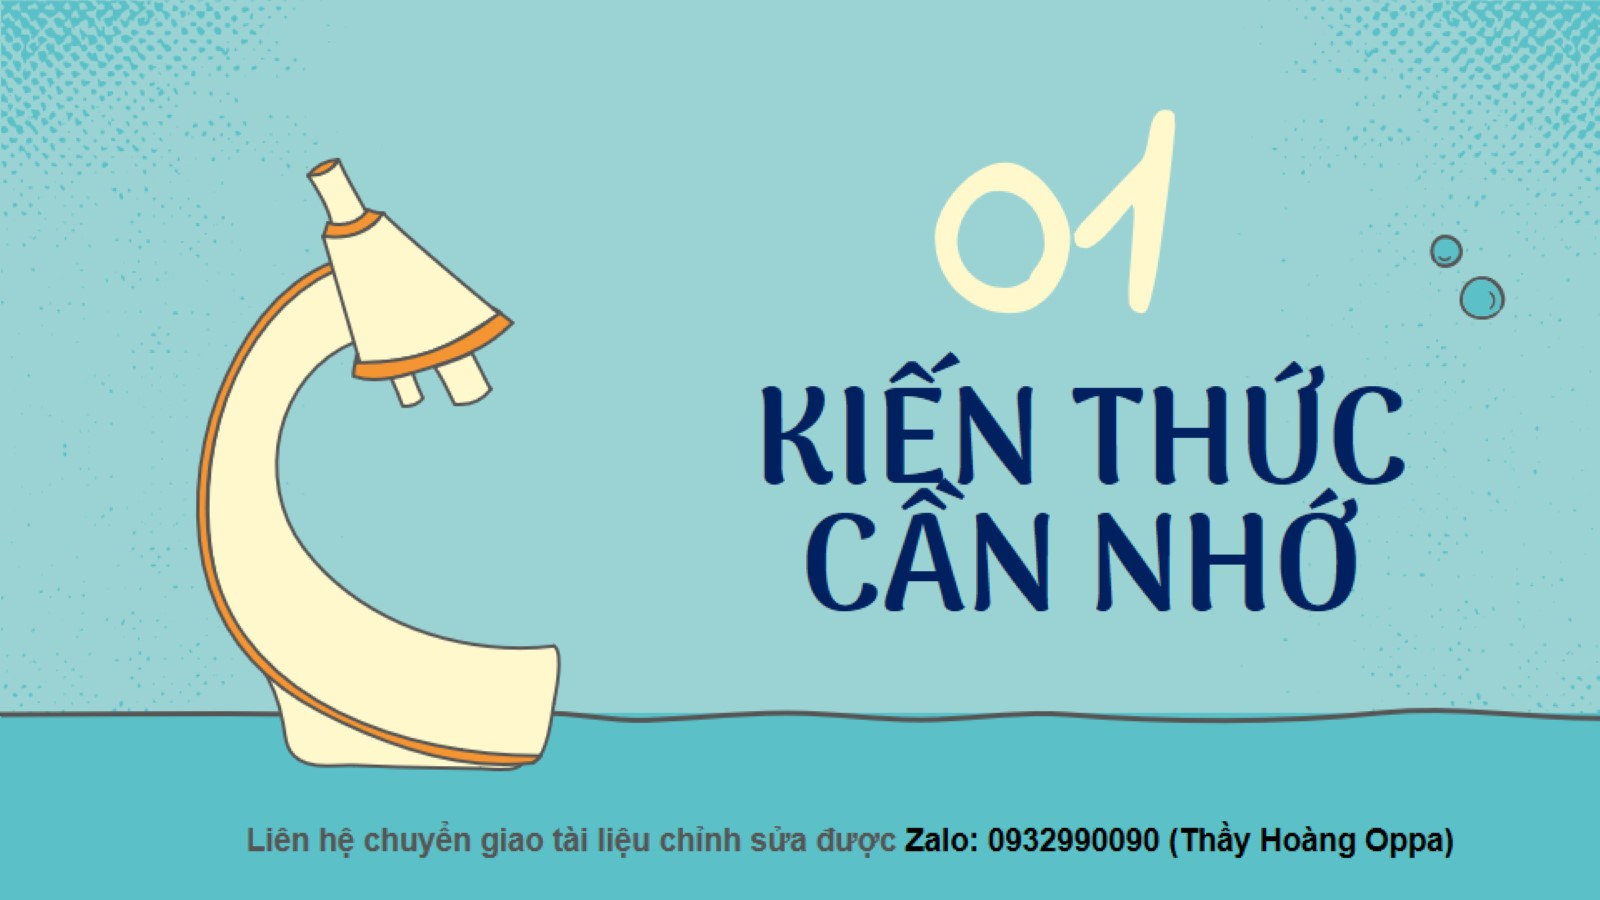 01
KIẾN THỨC
CẦN NHỚ
Liên hệ chuyển giao tài liệu chỉnh sửa được Zalo: 0932990090 (Thầy Hoàng Oppa)